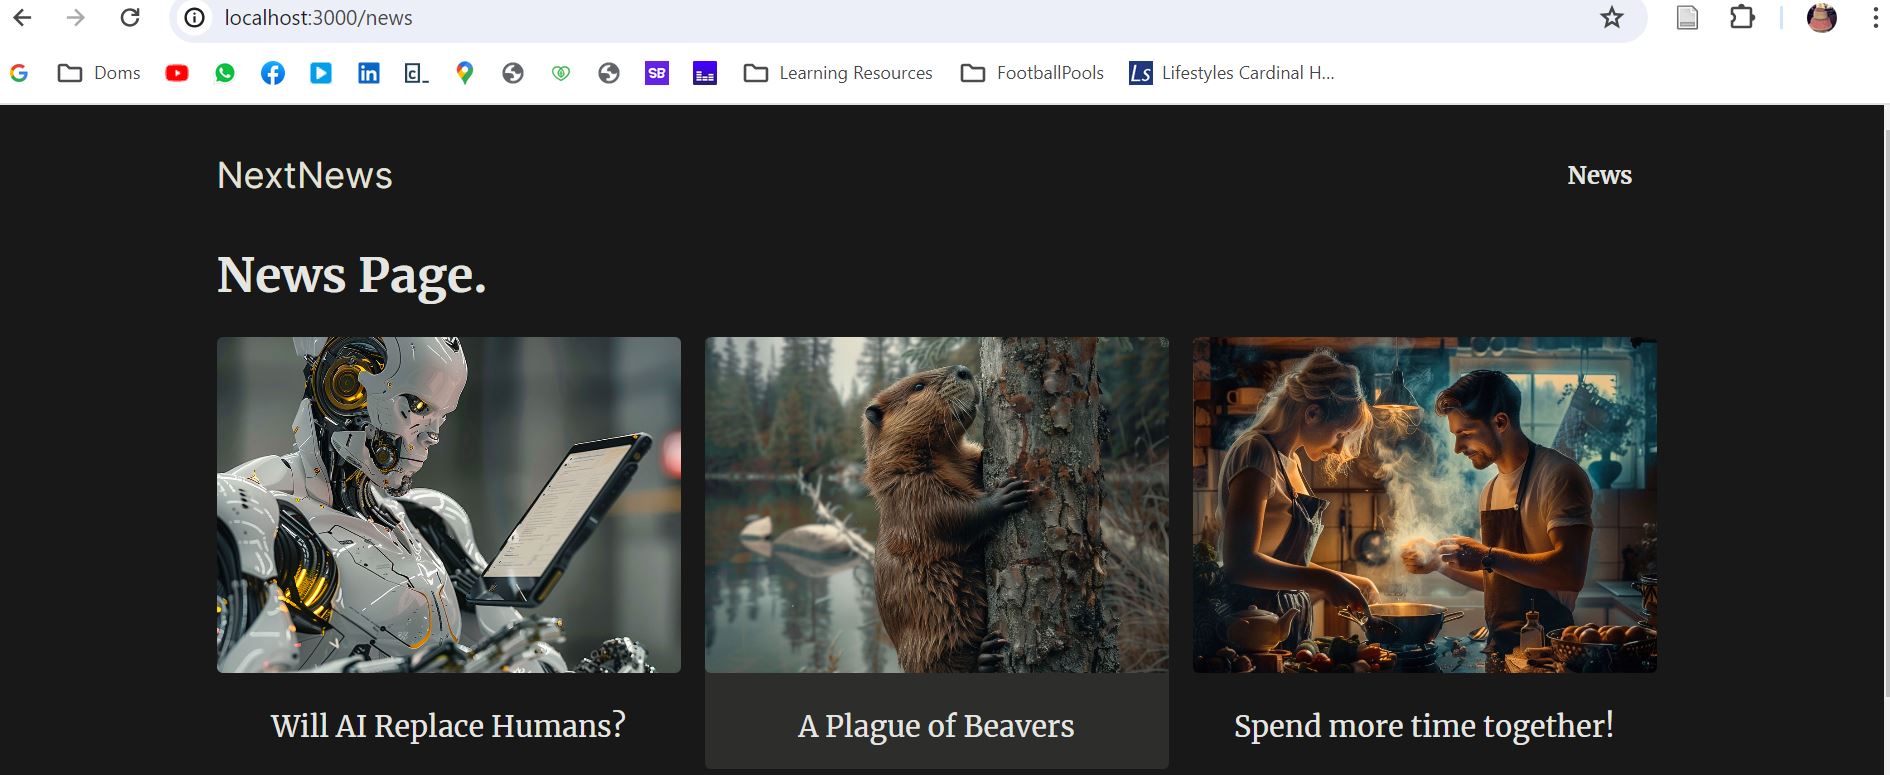 localhost:3000/news
Doms
Learning Resources
FootballPools
Lifestyles Cardinal H...
NextNews
News
News Page.
Will AI Replace Humans?
A Plague of Beavers
Spend more time together!